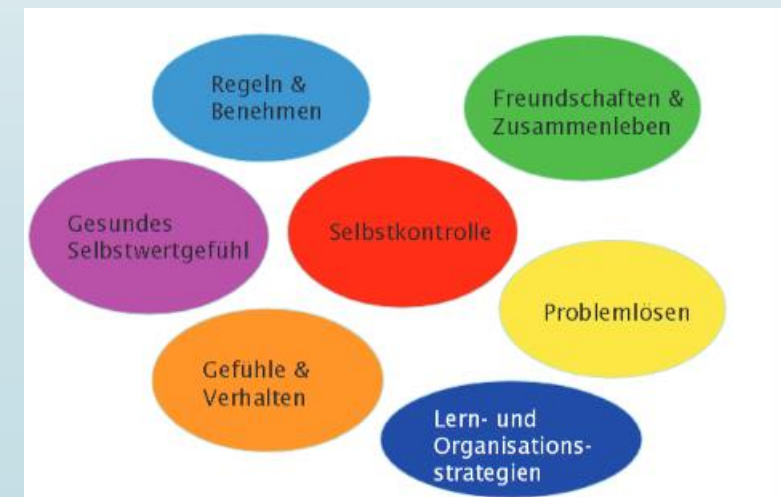 Regeln &
Benehmen
Freundschaften &
Zusammenleben
Gesundes
Selbstwertgefühl
Selbstkontrolle
Problemlösen
Gefühle &
Verhalten
Lern- und
Organisations-
strategien